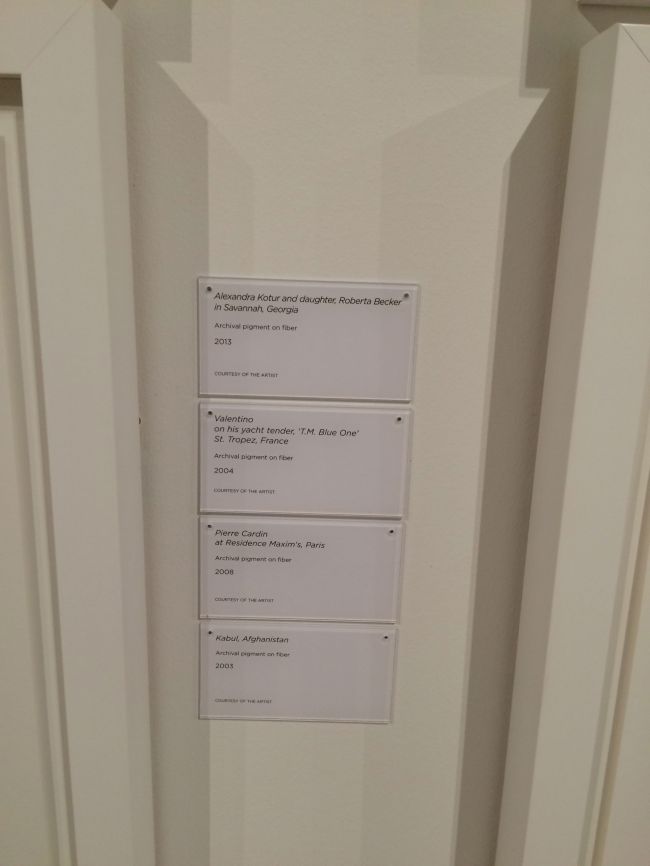 Alexandra Kotur and daughter, Roberta Becker
in Savannah, Georgia
Archival pigment on fiber
2013
COURTESY OF THE ARTIST
Valentino
on his yacht tender, 'T.M. Blue One'
St. Tropez, France
Archival pigment on fiber
2004
COURTESY OF THE ARTIST
Pierre Cardin
at Residence Maxim's, Paris
Archival pigment on fiber
2008
COURTESY OF THE ARTIST
Kabul, Afghanistan
Archival pigment on fiber
2003
COURTESY OF THE ARTIST